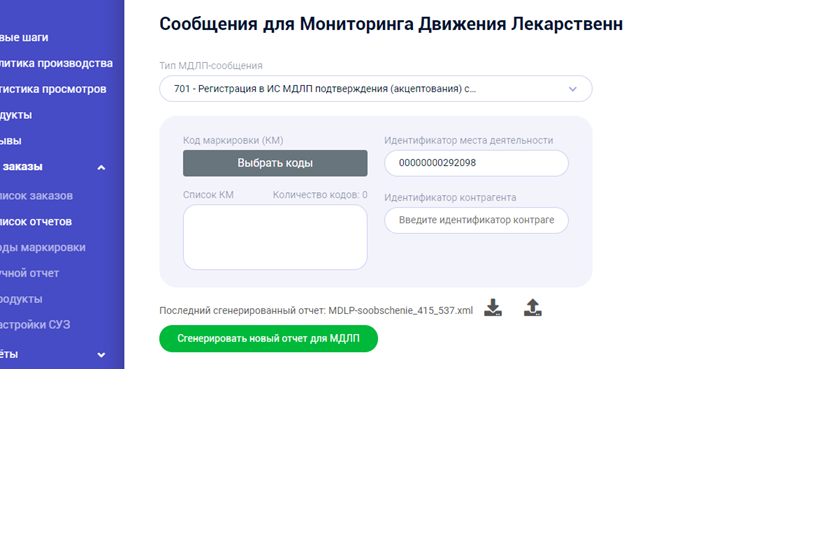 Сообщения для Мониторинга Движения Лекарственн
Тип МДЛП-сообщения
701 - Регистрация в ИС МДЛП подтверждения (акцептования) с...
Код маркировки (КМ)
Выбрать коды
Список КМ Количество кодов: 0
Идентификатор места деятельности
00000000292098
Идентификатор контрагента
Введите идентификатор контраге
Последний сгенерированный отчет: MDLP-soobschenie_415_537.xml
Сгенерировать новый отчет для МДЛП
вые шаги
литика производства
тистика просмотров
дукты
ывы
заказы
писок заказов
писок отчетов
оды маркировки
учной отчет
родукты
астройки СУЗ
ёты